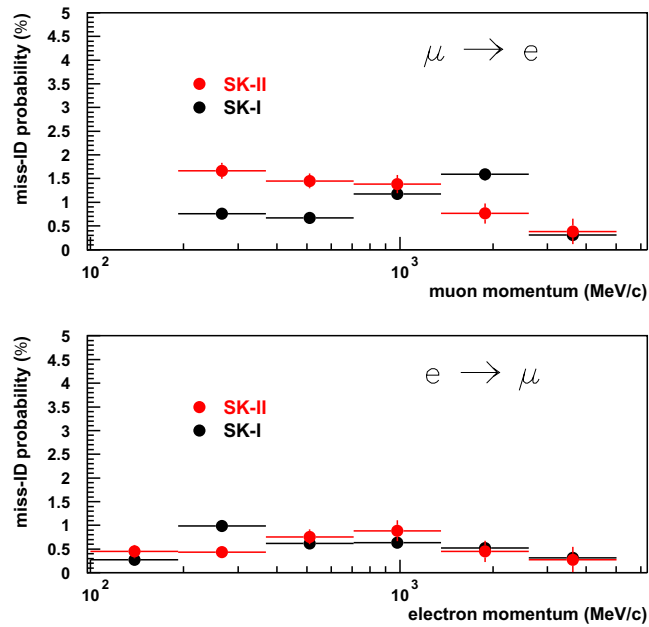 miss-ID probability (%)
5
4.5
4
3.5
3
2.5
2
1.5
1
0.5
0
μ → e
SK-II
SK-I
10²
10³
muon momentum (MeV/c)
miss-ID probability (%)
5
4.5
4
3.5
3
2.5
2
1.5
1
0.5
0
e → μ
SK-II
SK-I
10²
10³
electron momentum (MeV/c)